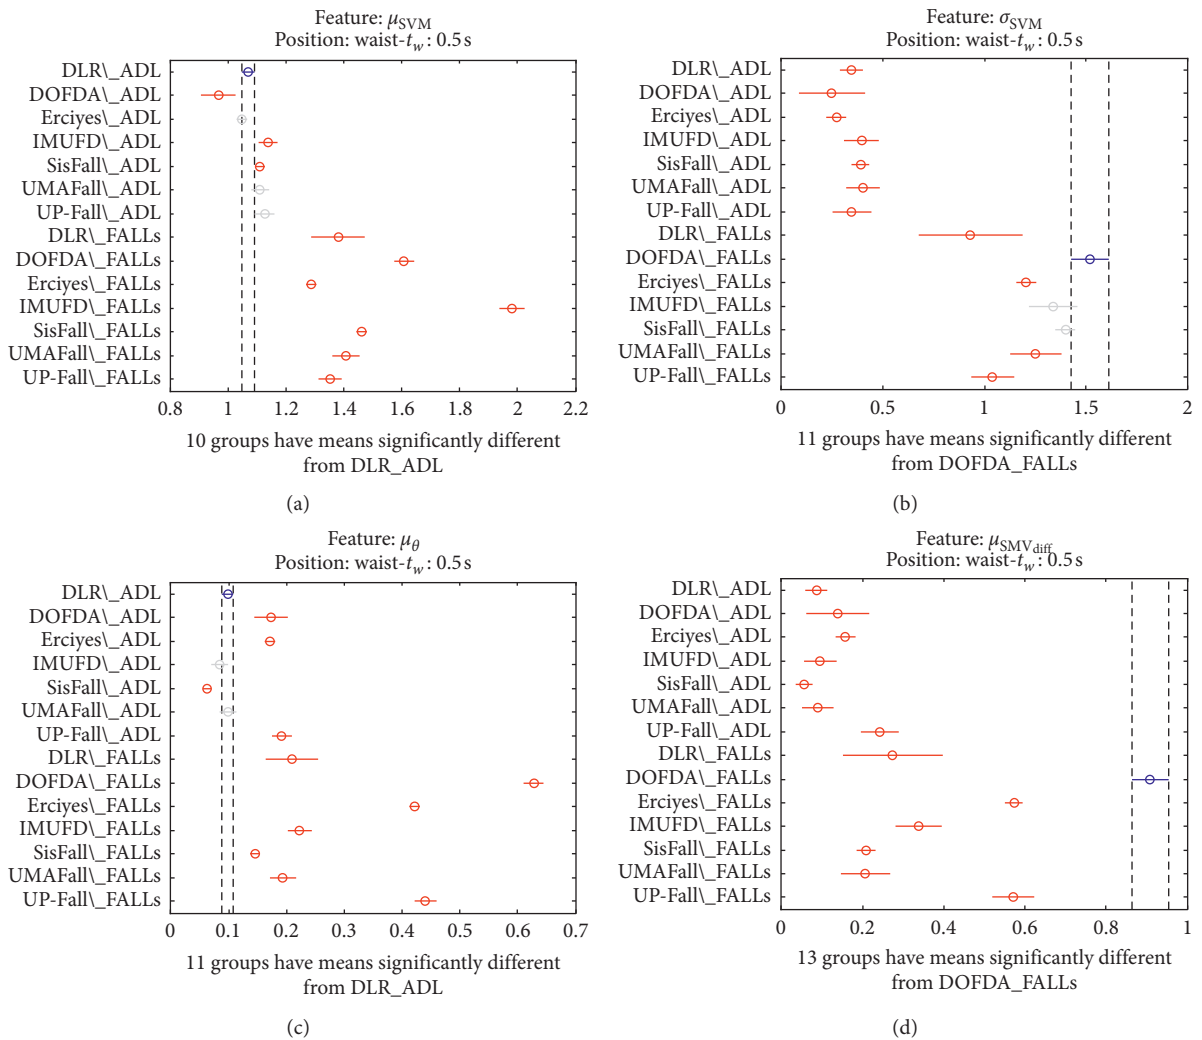 Feature: μSVM
Position: waist-tw: 0.5 s
DLR\_ADL
DOFDA\_ADL
Erciyes\_ADL
IMUFD\_ADL
SisFall\_ADL
UMAFall\_ADL
UP-Fall\_ADL
DLR\_FALLs
DOFDA\_FALLs
Erciyes\_FALLs
IMUFD\_FALLs
SisFall\_FALLs
UMAFall\_FALLs
UP-Fall\_FALLs
0.8 1 1.2 1.4 1.6 1.8 2 2.2
10 groups have means significantly different
from DLR_ADL
(a)
Feature: σSVM
Position: waist-tw: 0.5 s
DLR\_ADL
DOFDA\_ADL
Erciyes\_ADL
IMUFD\_ADL
SisFall\_ADL
UMAFall\_ADL
UP-Fall\_ADL
DLR\_FALLs
DOFDA\_FALLs
Erciyes\_FALLs
IMUFD\_FALLs
SisFall\_FALLs
UMAFall\_FALLs
UP-Fall\_FALLs
0 0.5 1 1.5 2
11 groups have means significantly different
from DOFDA_FALLs
(b)
Feature: μθ
Position: waist-tw: 0.5 s
DLR\_ADL
DOFDA\_ADL
Erciyes\_ADL
IMUFD\_ADL
SisFall\_ADL
UMAFall\_ADL
UP-Fall\_ADL
DLR\_FALLs
DOFDA\_FALLs
Erciyes\_FALLs
IMUFD\_FALLs
SisFall\_FALLs
UMAFall\_FALLs
UP-Fall\_FALLs
0 0.1 0.2 0.3 0.4 0.5 0.6 0.7
11 groups have means significantly different
from DLR_ADL
(c)
Feature: μSMVdiff
Position: waist-tw: 0.5 s
DLR\_ADL
DOFDA\_ADL
Erciyes\_ADL
IMUFD\_ADL
SisFall\_ADL
UMAFall\_ADL
UP-Fall\_ADL
DLR\_FALLs
DOFDA\_FALLs
Erciyes\_FALLs
IMUFD\_FALLs
SisFall\_FALLs
UMAFall\_FALLs
UP-Fall\_FALLs
0 0.2 0.4 0.6 0.8 1
13 groups have means significantly different
from DOFDA_FALLs
(d)